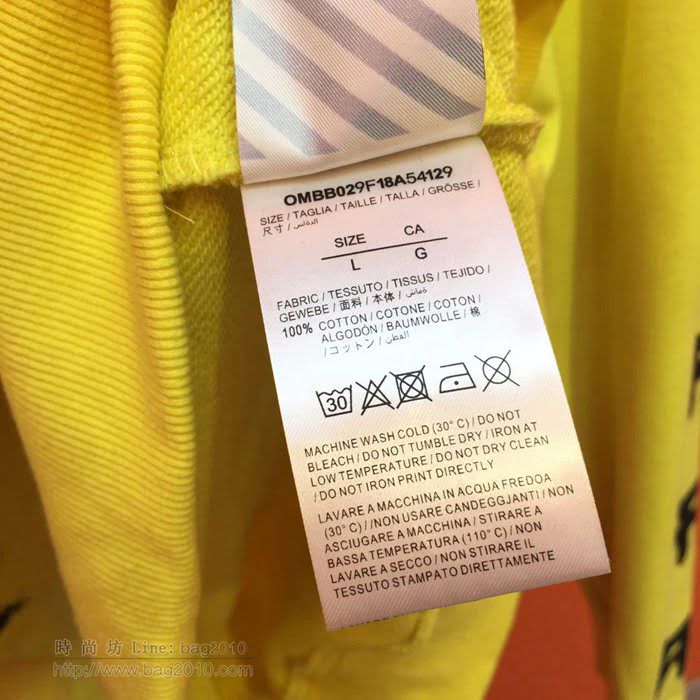 OMBB029F18A54129
SIZE / TAGLIA / TAILLE / TALLA / GRÖSSE /
尺寸 / المقاس
SIZE CA
L G
FABRIC / TESSUTO / TISSUS / TEJIDO /
GEWEBE / 面料 / 本体 / قماش
100% COTTON / COTONE / COTON /
ALGODÓN / BAUMWOLLE / 棉
/ コットン / القطن
30
MACHINE WASH COLD (30° C) / DO NOT
BLEACH / DO NOT TUMBLE DRY / IRON AT
LOW TEMPERATURE / DO NOT DRY CLEAN
/ DO NOT IRON PRINT DIRECTLY
LAVARE A MACCHINA IN ACQUA FREDOA
(30° C) / /NON USARE CANDEGGJANTI / NON
ASCIUGARE A MACCHINA / STIRARE A
BASSA TEMPERATURA (110° C) / NON
LAVARE A SECCO / NON STIRARE IL
TESSUTO STAMPATO DIRETTAMENTE
時尚坊 Line: bag2010
http://www.bag2010.com